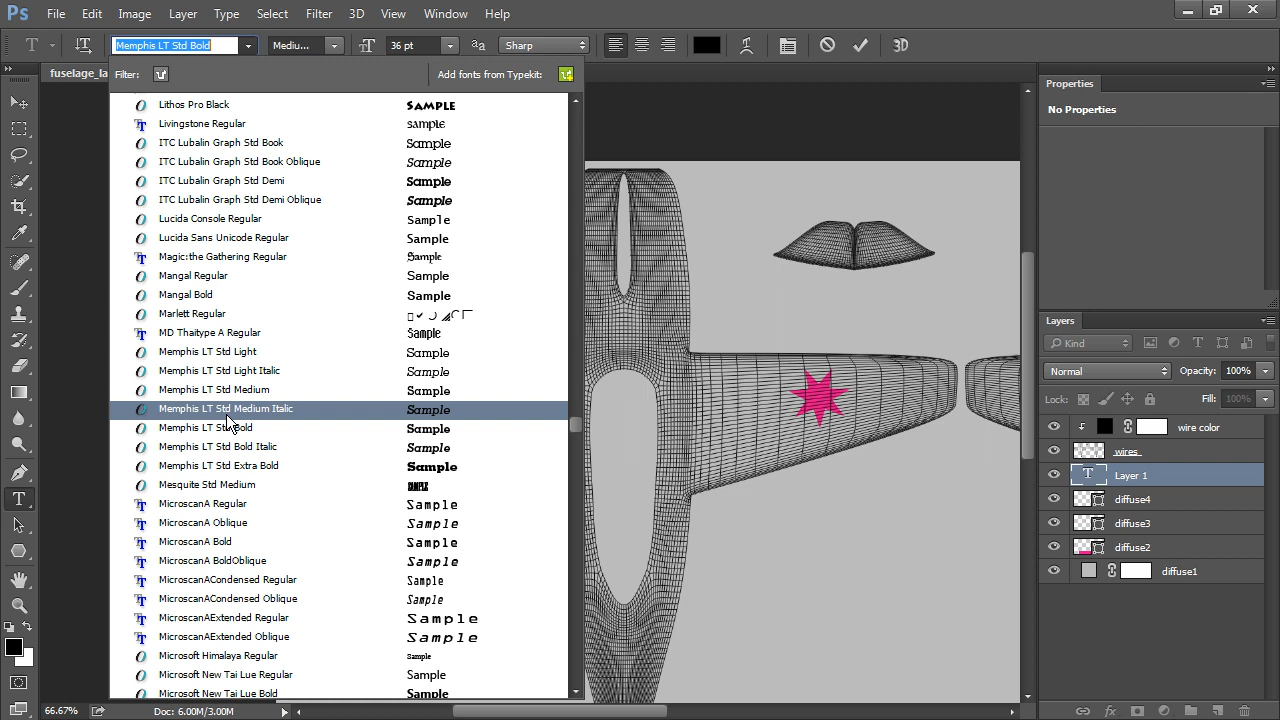 Ps File Edit Image Layer Type Select Filter 3D View Window Help
T Memphis LT Std Bold Mediu... 36 pt Sharp 3D
fuselage_la
Filter: Add fonts from Typekit:
Lithos Pro Black SAMPLE
Livingstone Regular Sample
ITC Lubalin Graph Std Book Sample
ITC Lubalin Graph Std Book Oblique Sample
ITC Lubalin Graph Std Demi Sample
ITC Lubalin Graph Std Demi Oblique Sample
Lucida Console Regular Sample
Lucida Sans Unicode Regular Sample
Magic:the Gathering Regular Sample
Mangal Regular Sample
Mangal Bold Sample
Marlett Regular
MD Thaitype A Regular Sample
Memphis LT Std Light Sample
Memphis LT Std Light Italic Sample
Memphis LT Std Medium Sample
Memphis LT Std Medium Italic Sample
Memphis LT Std Bold Sample
Memphis LT Std Bold Italic Sample
Memphis LT Std Extra Bold Sample
Mesquite Std Medium SAMPLE
MicroscanA Regular Sample
MicroscanA Oblique Sample
MicroscanA Bold Sample
MicroscanA BoldOblique Sample
MicroscanACondensed Regular Sample
MicroscanACondensed Oblique Sample
MicroscanAExtended Regular Sample
MicroscanAExtended Oblique Sample
Microsoft Himalaya Regular Sample
Microsoft New Tai Lue Regular Sample
Microsoft New Tai Lue Bold Sample
Properties
No Properties
Layers
Kind
Normal Opacity: 100%
Lock: Fill: 100%
wire color
wires
T Layer 1
diffuse4
diffuse3
diffuse2
diffuse1
66.67% Doc: 6.00M/3.00M